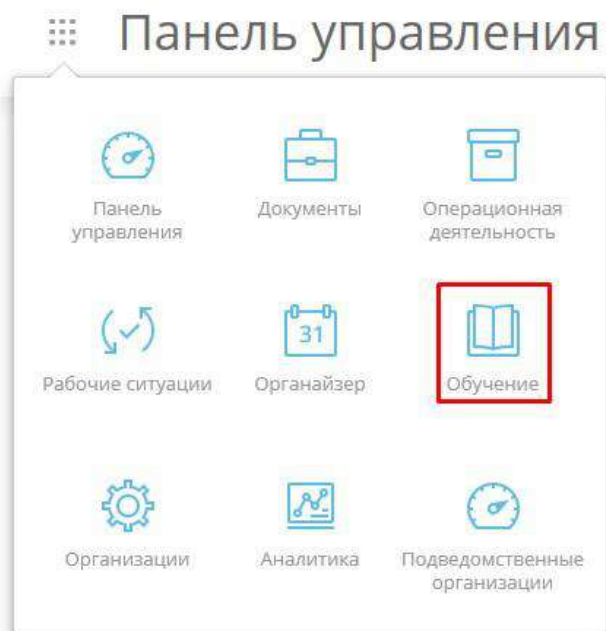 Панель управления
Панель
управления
Документы
Операционная
деятельность
Рабочие ситуации
31
Органайзер
Обучение
Организации
Аналитика
Подведомственные
организации